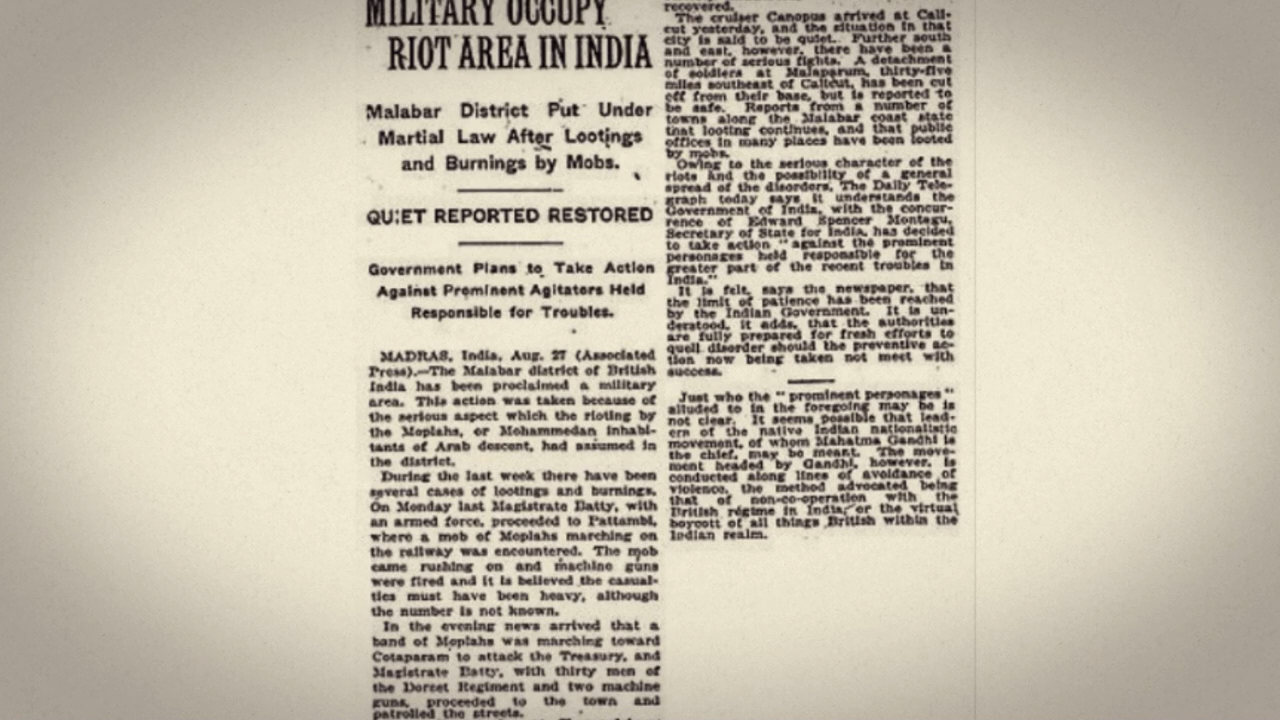 MILITARY OCCUPY
RIOT AREA IN INDIA
Malabar District Put Under
Martial Law After Lootings
and Burnings by Mobs.
QUIET REPORTED RESTORED
Government Plans to Take Action
Against Prominent Agitators Held
Responsible for Troubles.
MADRAS, India, Aug. 27 (Associated
Press).—The Malabar district of British
India has been proclaimed a military
area. This action was taken because of
the serious aspect which the rioting by
the Moplahs, or Mohammedan inhabi-
tants of Arab descent, had assumed in
the district.
During the last week there have been
several cases of lootings and burnings.
On Monday last Magistrate Batty, with
an armed force, proceeded to Pattambi,
where a mob of Moplahs marching on
the railway was encountered. The mob
came rushing on and machine guns
were fired and it is believed the casual-
ties must have been heavy, although
the number is not known.
In the evening news arrived that a
band of Moplahs was marching toward
Cotaparam to attack the Treasury, and
Magistrate Batty, with thirty men of
the Dorset Regiment and two machine
guns, proceeded to the town and
patrolled the streets.
recovered.
The cruiser Canopus arrived at Cali-
cut yesterday, and the situation in that
city is said to be quiet. Further south
and east, however, there have been a
number of serious fights. A detachment
of soldiers at Malaparum, thirty-five
miles southeast of Calicut, has been cut
off from their base, but is reported to
be safe. Reports from a number of
towns along the Malabar coast state
that looting continues, and that public
offices in many places have been looted
by mobs.
Owing to the serious character of the
riots and the possibility of a general
spread of the disorders, The Daily Tele-
graph today says it understands the
Government of India, with the concur-
rence of Edward Spencer Montagu,
Secretary of State for India, has decided
to take action " against the prominent
personages held responsible for the
greater part of the recent troubles in
India."
It is felt, says the newspaper, that
the limit of patience has been reached
by the Indian Government. It is un-
derstood, it adds, that the authorities
are fully prepared for fresh efforts to
quell disorder should the preventive ac-
tion now being taken not meet with
success.
Just who the " prominent personages "
alluded to in the foregoing may be is
not clear. It seems possible that lead-
ers of the native Indian nationalistic
movement, of whom Mahatma Gandhi is
the chief, may be meant. The move-
ment headed by Gandhi, however, is
conducted along lines of avoidance of
violence, the method advocated being
that of non-co-operation with the
British régime in India, or the virtual
boycott of all things British within the
Indian realm.